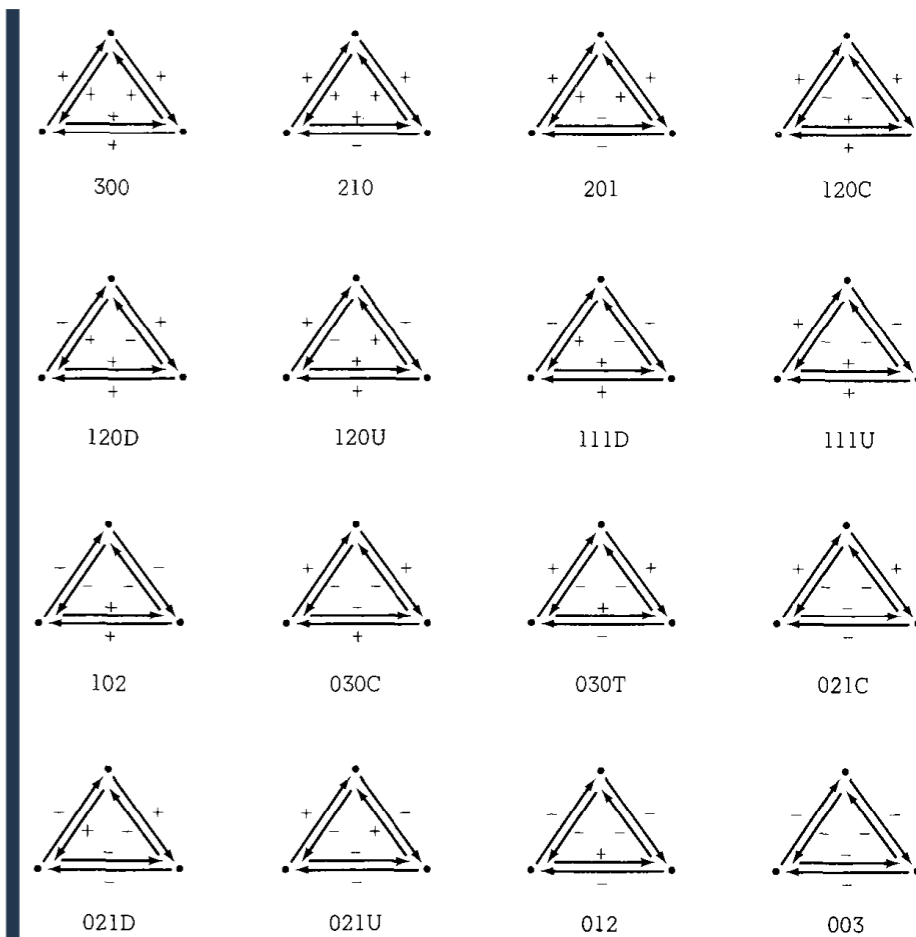 + + + + + + + +
+ + + + + + − −
+ + − +
+ − − +
300 210 201 120C
− + + − − − + −
+ − − + + − − −
+ + + +
+ + + +
120D 120U 111D 111U
− − + + + + + +
− − − − − − − −
+ − + −
+ + − −
102 030C 030T 021C
− + + − − − − −
+ − − + − − − −
− − + −
− − − −
021D 021U 012 003